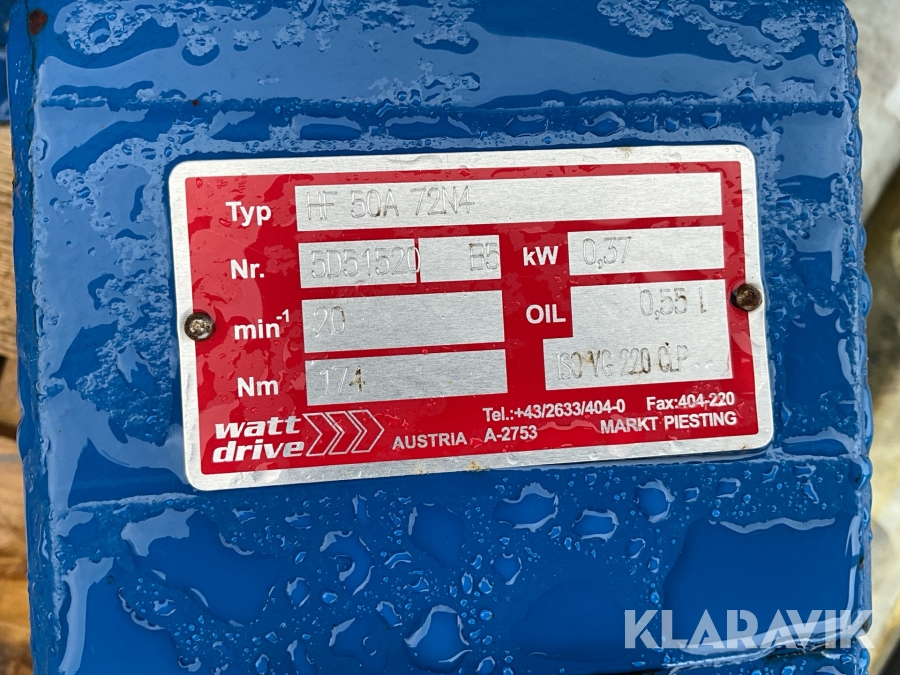 Typ HF 50A 72N4
Nr. 5D51520 B5 kW 0,37
min-1 20 OIL 0,55 l
Nm 174 ISO VG 220 CLP
watt drive AUSTRIA A-2753 MARKT PIESTING
Tel.:+43/2633/404-0 Fax:404-220
KLARAVIK